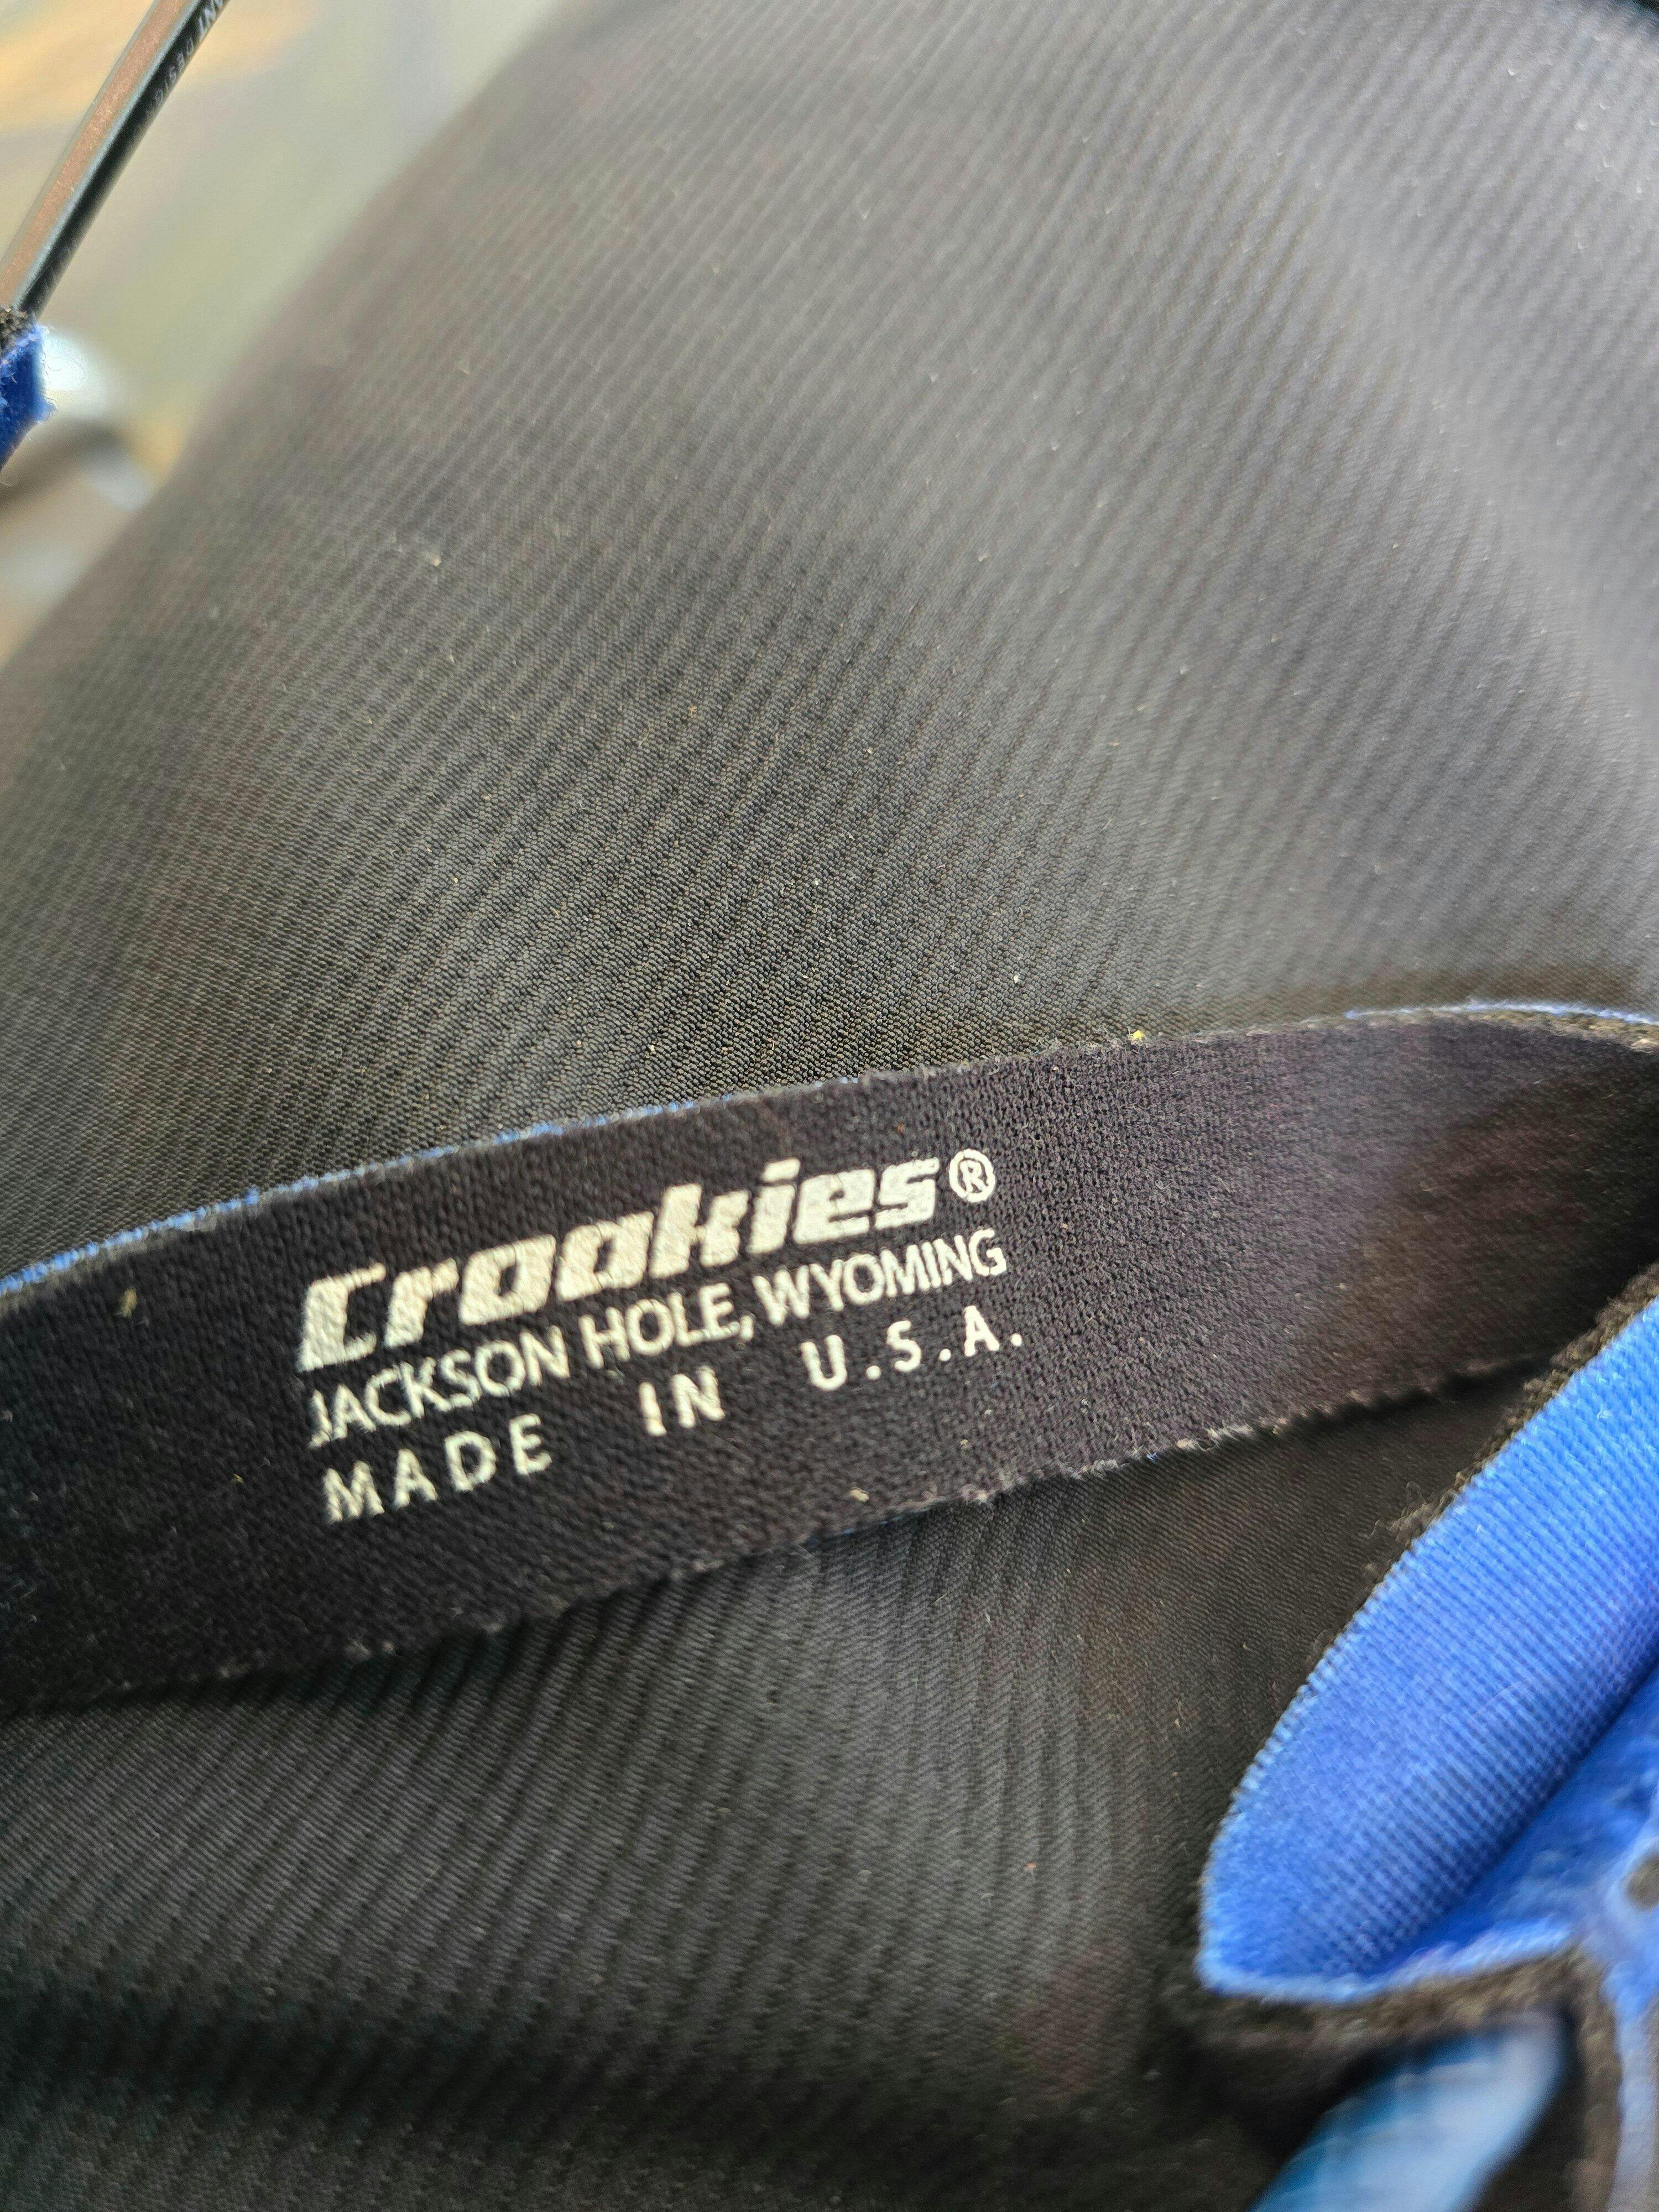 Croakies®
JACKSON HOLE, WYOMING
MADE IN U.S.A.